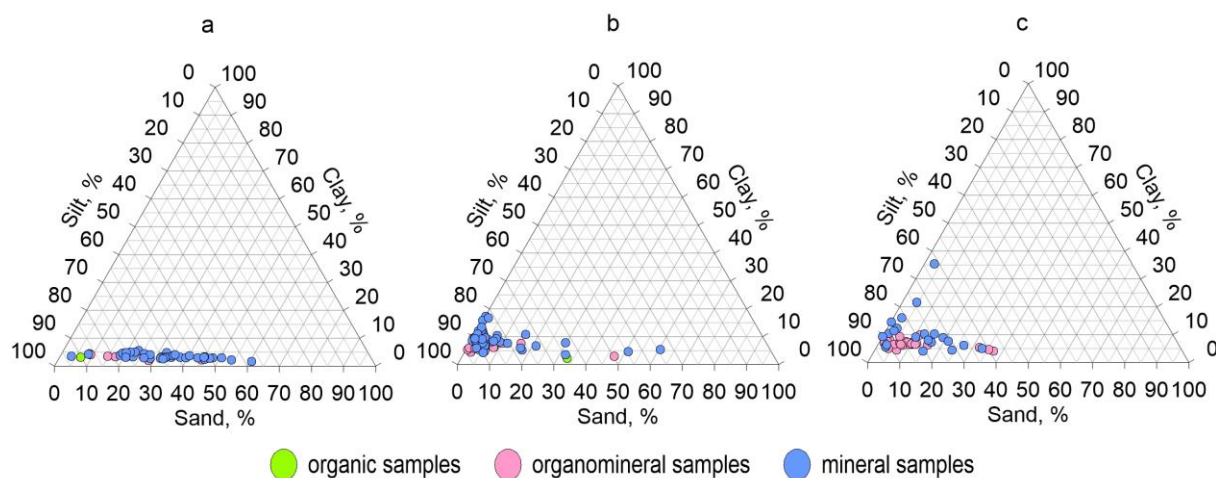 a b c
0 100 0 100 0 100
10 90 10 90 10 90
20 80 20 80 20 80
30 70 30 70 30 70
40 60 40 60 40 60
50 50 50 50 50 50
60 40 60 40 60 40
70 30 70 30 70 30
80 20 80 20 80 20
90 10 90 10 90 10
100 0 100 0 100 0
Silt, % Clay, % Silt, % Clay, % Silt, % Clay, %
0 10 20 30 40 50 60 70 80 90 100 0 10 20 30 40 50 60 70 80 90 100 0 10 20 30 40 50 60 70 80 90 100
Sand, % Sand, % Sand, %
organic samples organomineral samples mineral samples